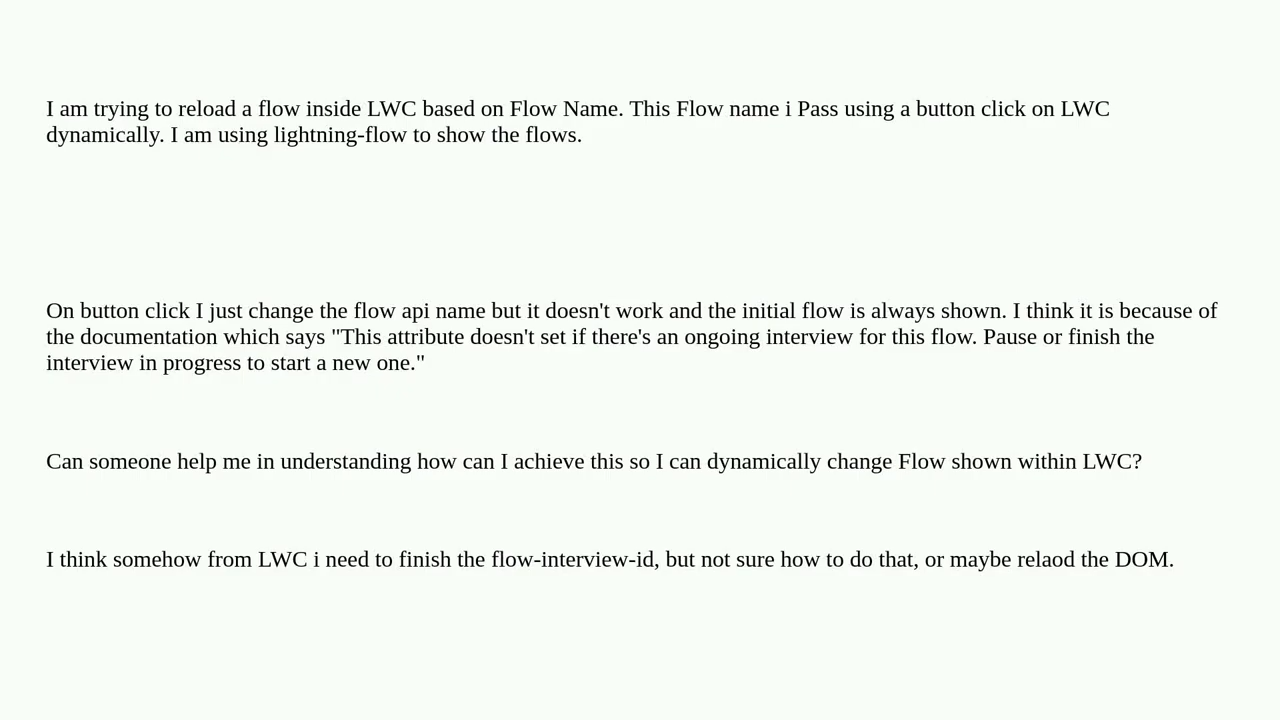 I am trying to reload a flow inside LWC based on Flow Name. This Flow name i Pass using a button click on LWC
dynamically. I am using lightning-flow to show the flows.
On button click I just change the flow api name but it doesn't work and the initial flow is always shown. I think it is because of
the documentation which says "This attribute doesn't set if there's an ongoing interview for this flow. Pause or finish the
interview in progress to start a new one."
Can someone help me in understanding how can I achieve this so I can dynamically change Flow shown within LWC?
I think somehow from LWC i need to finish the flow-interview-id, but not sure how to do that, or maybe relaod the DOM.